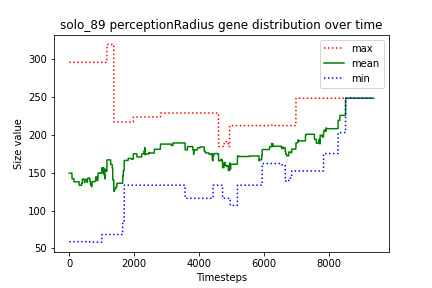 solo_89 perceptionRadius gene distribution over time
max
mean
min
Size value
300
250
200
150
100
50
0
2000
4000
6000
8000
Timesteps